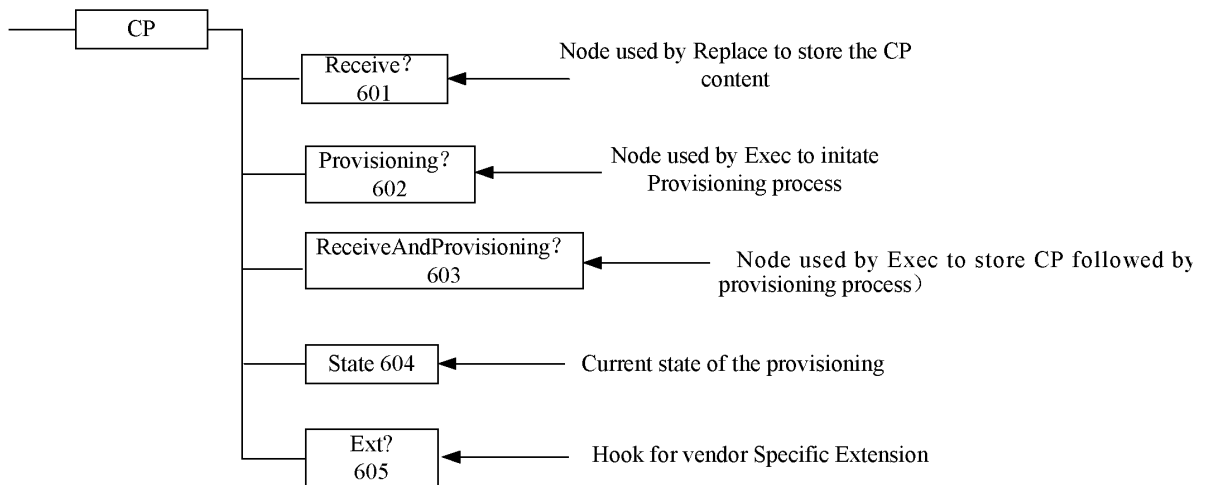 CP
Receive?
601
Node used by Replace to store the CP
content
Provisioning?
602
Node used by Exec to initate
Provisioning process
ReceiveAndProvisioning?
603
Node used by Exec to store CP followed by
provisioning process）
State 604
Current state of the provisioning
Ext?
605
Hook for vendor Specific Extension